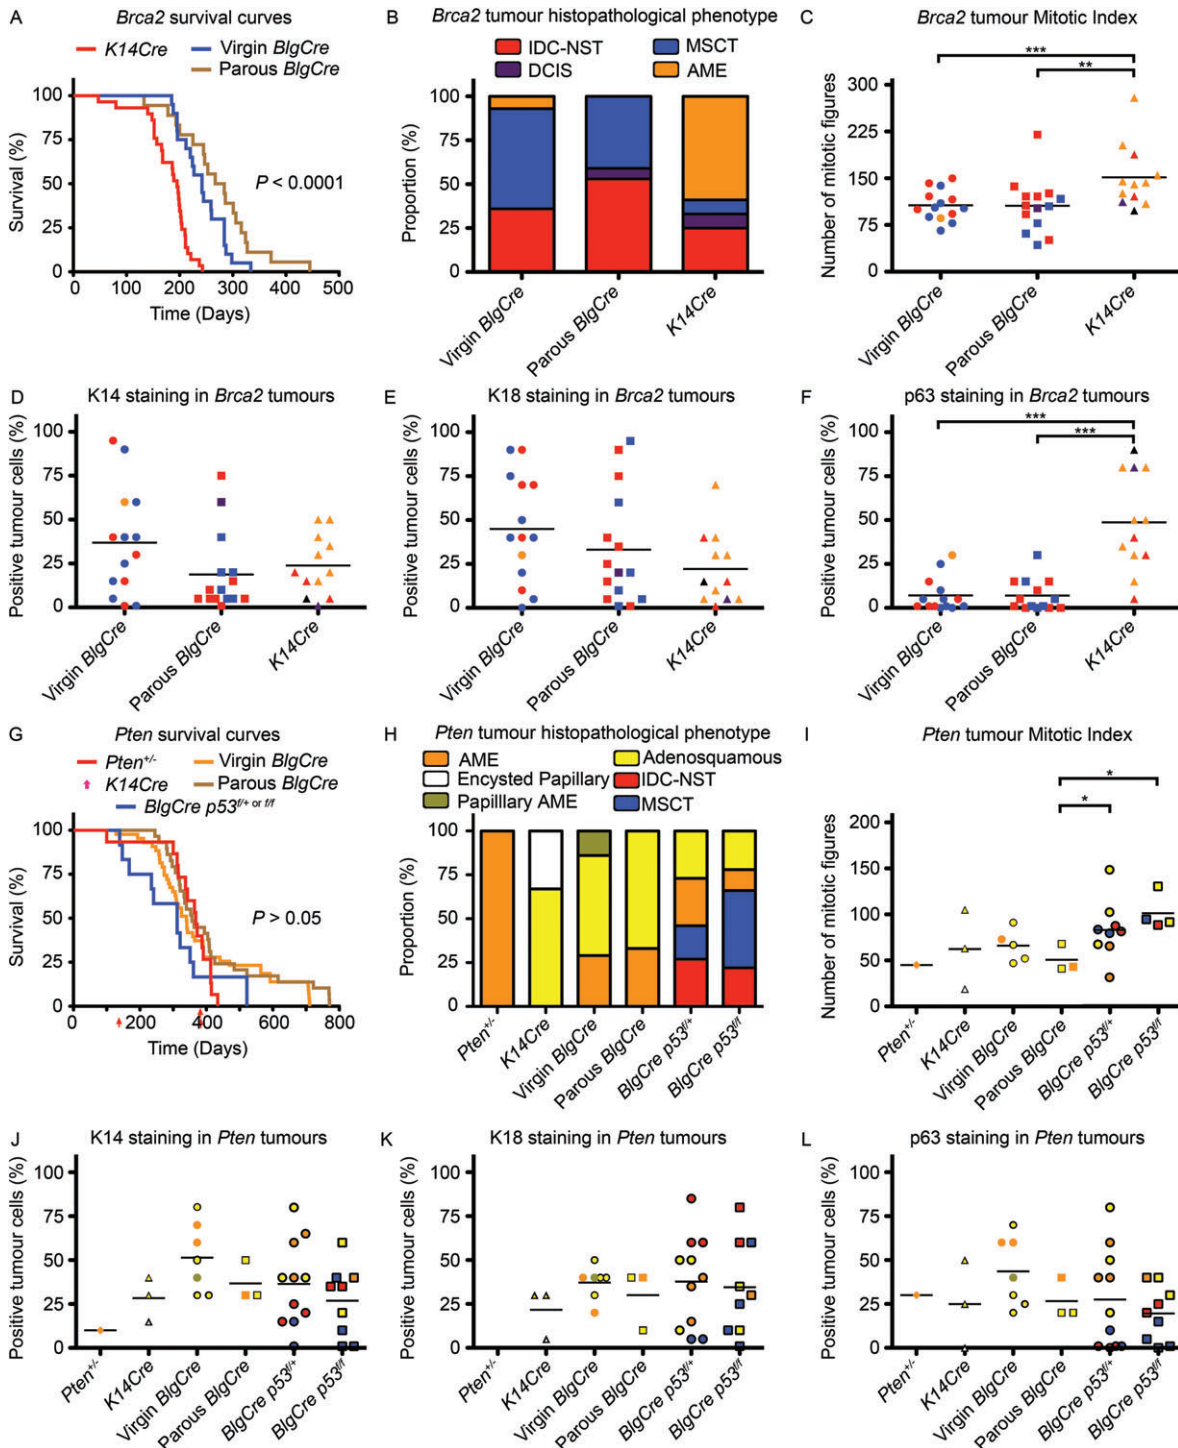 A
Brca2 survival curves
K14Cre
Virgin BlgCre
Parous BlgCre
100
75
50
25
0
Survival (%)
P < 0.0001
0 100 200 300 400 500
Time (Days)
B
Brca2 tumour histopathological phenotype
IDC-NST
MSCT
DCIS
AME
100
75
50
25
0
Proportion (%)
Virgin BlgCre
Parous BlgCre
K14Cre
C
Brca2 tumour Mitotic Index
***
**
300
225
150
75
0
Number of mitotic figures
Virgin BlgCre
Parous BlgCre
K14Cre
D
K14 staining in Brca2 tumours
100
75
50
25
0
Positive tumour cells (%)
Virgin BlgCre
Parous BlgCre
K14Cre
E
K18 staining in Brca2 tumours
100
75
50
25
0
Positive tumour cells (%)
Virgin BlgCre
Parous BlgCre
K14Cre
F
p63 staining in Brca2 tumours
***
***
100
75
50
25
0
Positive tumour cells (%)
Virgin BlgCre
Parous BlgCre
K14Cre
G
Pten survival curves
Pten+/-
Virgin BlgCre
K14Cre
Parous BlgCre
BlgCre p53f/+ or f/f
100
75
50
25
0
Survival (%)
P > 0.05
0 200 400 600 800
Time (Days)
H
Pten tumour histopathological phenotype
AME
Adenosquamous
Encysted Papillary
IDC-NST
Papilllary AME
MSCT
100
75
50
25
0
Proportion (%)
Pten+/-
K14Cre
Virgin BlgCre
Parous BlgCre
BlgCre p53f/+
BlgCre p53f/f
I
Pten tumour Mitotic Index
*
*
200
150
100
50
0
Number of mitotic figures
Pten+/-
K14Cre
Virgin BlgCre
Parous BlgCre
BlgCre p53f/+
BlgCre p53f/f
J
K14 staining in Pten tumours
100
75
50
25
0
Positive tumour cells (%)
Pten+/-
K14Cre
Virgin BlgCre
Parous BlgCre
BlgCre p53f/+
BlgCre p53f/f
K
K18 staining in Pten tumours
100
75
50
25
0
Positive tumour cells (%)
Pten+/-
K14Cre
Virgin BlgCre
Parous BlgCre
BlgCre p53f/+
BlgCre p53f/f
L
p63 staining in Pten tumours
100
75
50
25
0
Positive tumour cells (%)
Pten+/-
K14Cre
Virgin BlgCre
Parous BlgCre
BlgCre p53f/+
BlgCre p53f/f